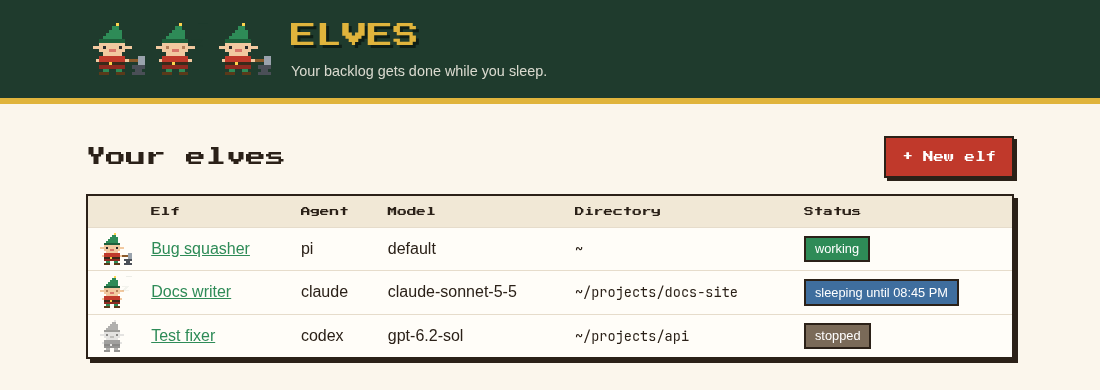 ELVES
Your backlog gets done while you sleep.
Your elves
+ New elf
Elf Agent Model Directory Status
Bug squasher pi default ~ working
Docs writer claude claude-sonnet-5-5 ~/projects/docs-site sleeping until 08:45 PM
Test fixer codex gpt-6.2-sol ~/projects/api stopped